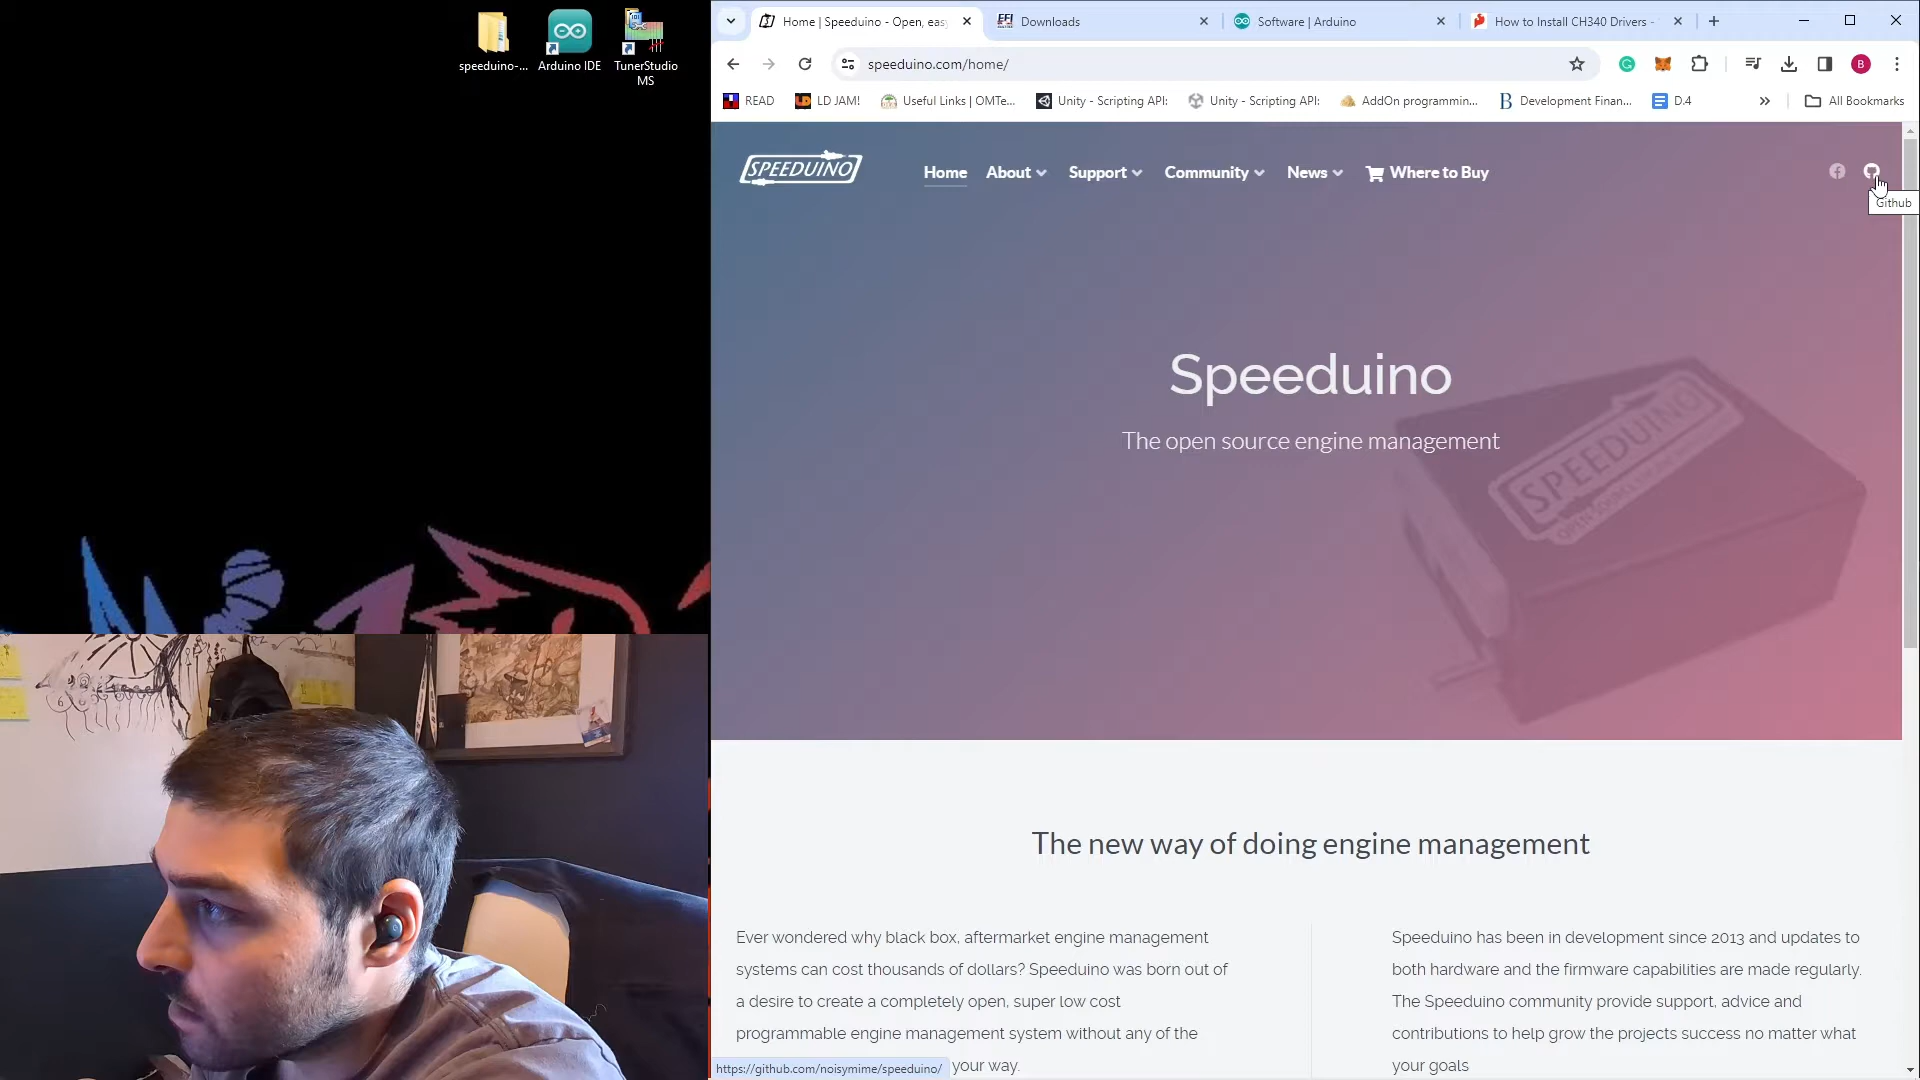 speeduino-...
Arduino IDE
TunerStudio
MS
Home | Speeduino - Open, easy
Downloads
Software | Arduino
How to Install CH340 Drivers -
speeduino.com/home/
B
READ
LD JAM!
Useful Links | OMTe...
Unity - Scripting API:
Unity - Scripting API:
AddOn programmin...
Development Finan...
D.4
All Bookmarks
SPEEDUINO
Home
About
Support
Community
News
Where to Buy
Github
Speeduino
The open source engine management
SPEEDUINO
The new way of doing engine management
Ever wondered why black box, aftermarket engine management
systems can cost thousands of dollars? Speeduino was born out of
a desire to create a completely open, super low cost
programmable engine management system without any of the
your way.
Speeduino has been in development since 2013 and updates to
both hardware and the firmware capabilities are made regularly.
The Speeduino community provide support, advice and
contributions to help grow the projects success no matter what
your goals
https://github.com/noisymime/speeduino/